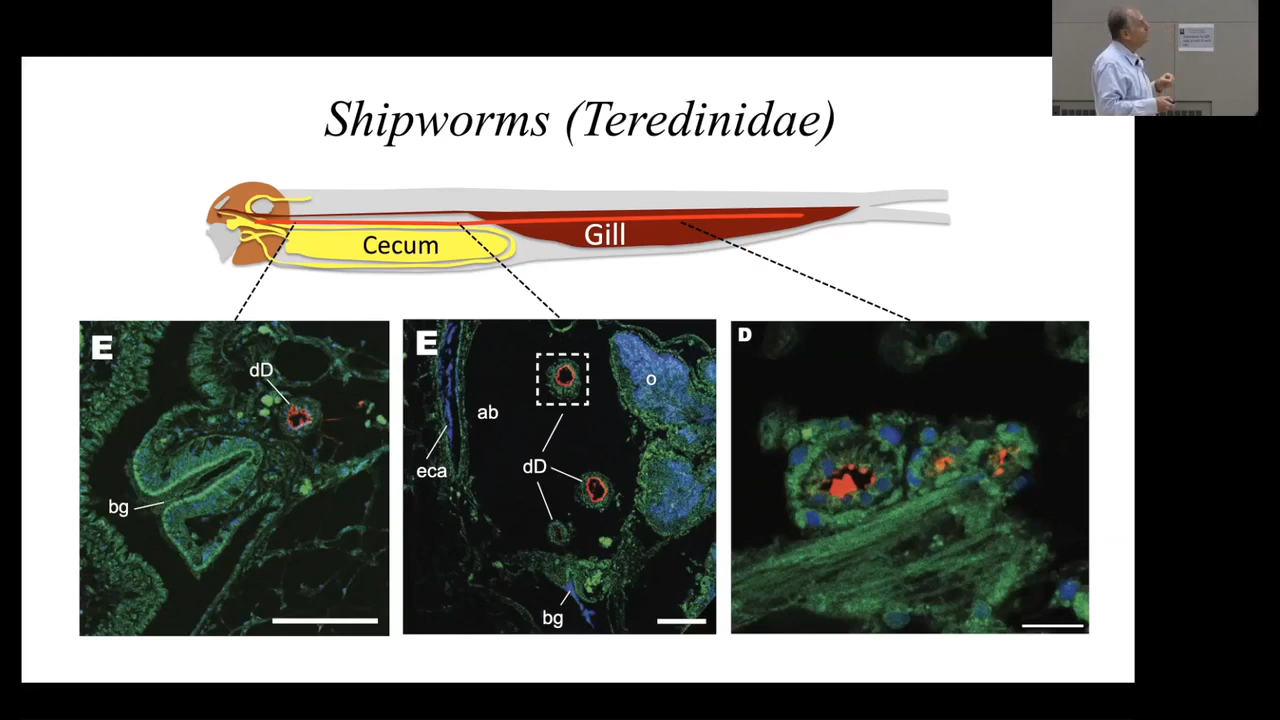 Shipworms (Teredinidae)
Cecum
Gill
E
dD
bg
E
ab
o
eca
dD
bg
D